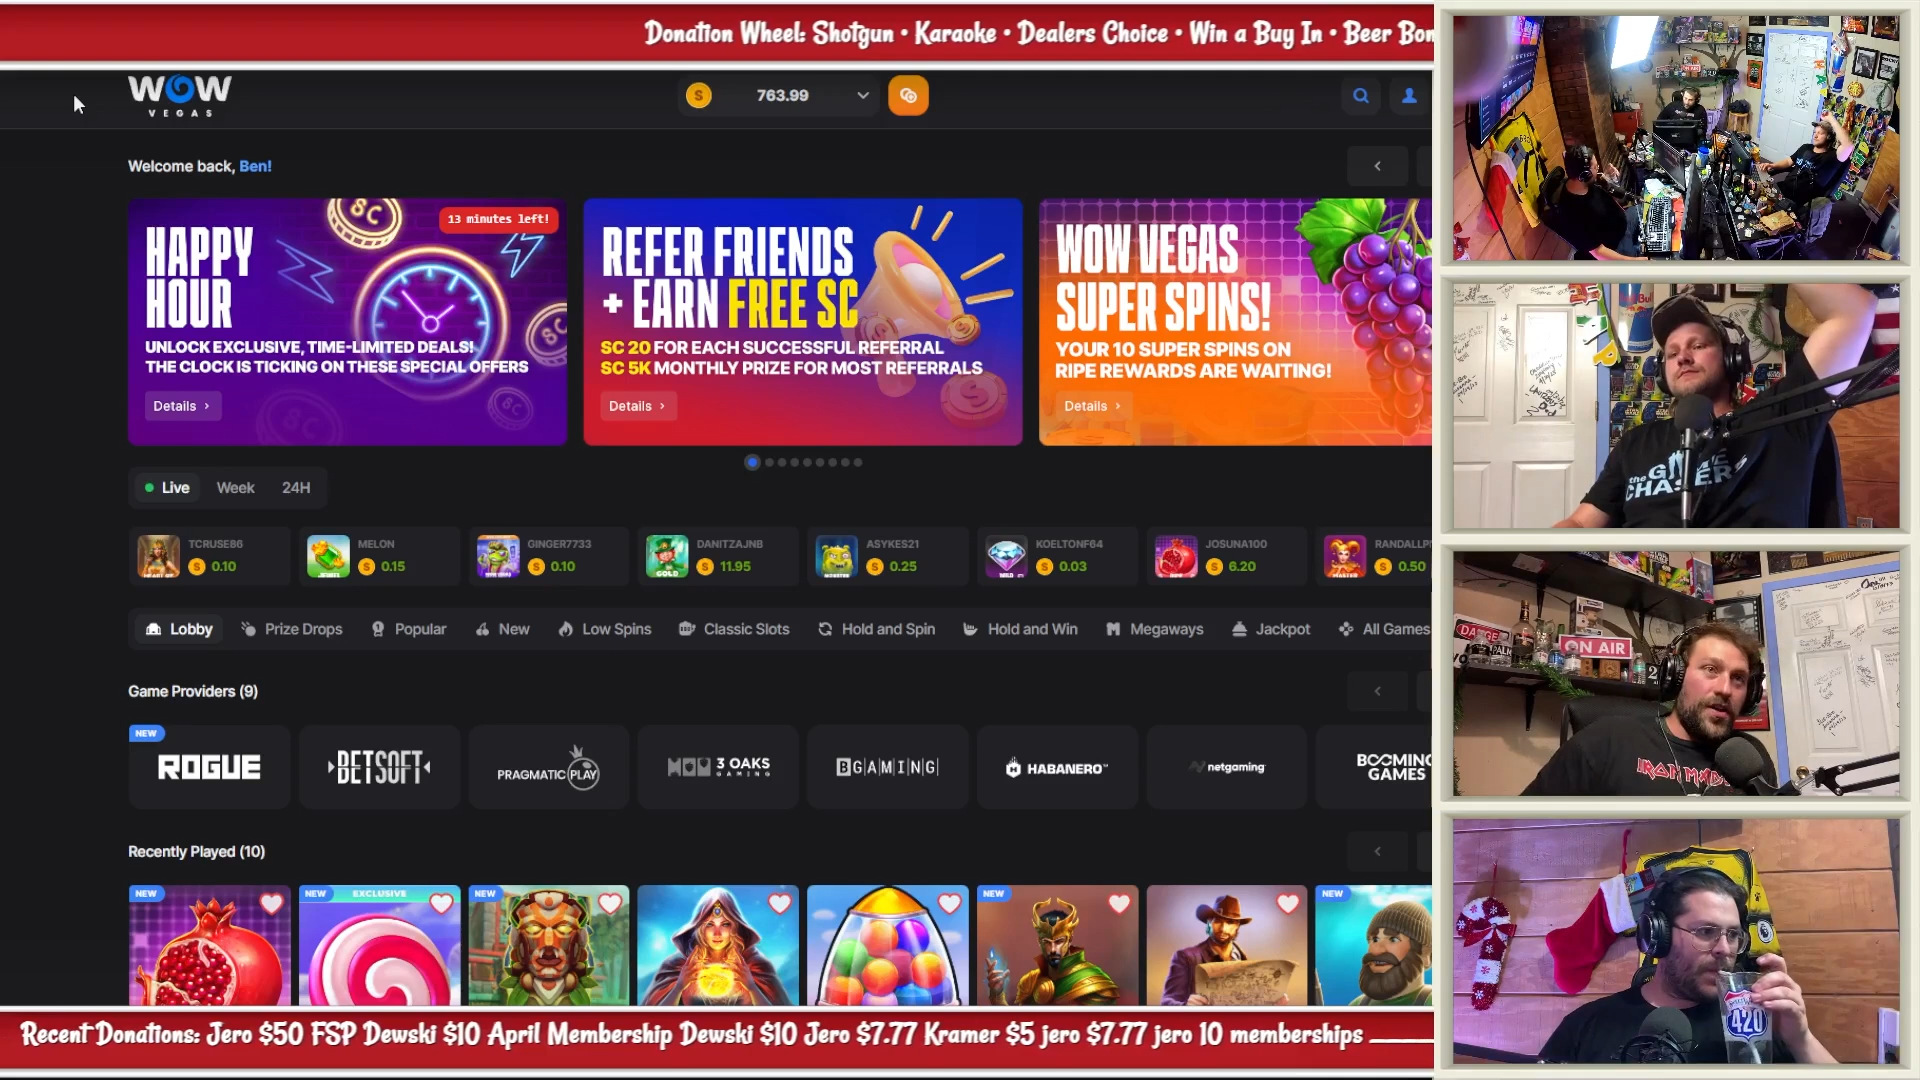 Donation Wheel: Shotgun • Karaoke • Dealers Choice • Win a Buy In • Beer Bon
WOW
VEGAS
S 763.99
Welcome back, Ben!
13 minutes left!
HAPPY
HOUR
UNLOCK EXCLUSIVE, TIME-LIMITED DEALS!
THE CLOCK IS TICKING ON THESE SPECIAL OFFERS
Details
REFER FRIENDS
+ EARN FREE SC
SC 20 FOR EACH SUCCESSFUL REFERRAL
SC 5K MONTHLY PRIZE FOR MOST REFERRALS
Details
WOW VEGAS
SUPER SPINS!
YOUR 10 SUPER SPINS ON
RIPE REWARDS ARE WAITING!
Details
Live Week 24H
TCRUSE86
0.10
MELON
0.15
GINGER7733
0.10
DANITZAJNB
11.95
ASYKES21
0.25
KOELTONF64
0.03
JOSUNA100
6.20
RANDALLP
0.50
Lobby Prize Drops Popular New Low Spins Classic Slots Hold and Spin Hold and Win Megaways Jackpot All Games
Game Providers (9)
NEW
ROGUE
BETSOFT
PRAGMATIC PLAY
3 OAKS
GAMING
BGAMING
HABANERO
netgaming
BOOMING
GAMES
Recently Played (10)
NEW
NEW EXCLUSIVE
NEW
NEW
NEW
Recent Donations: Jero $50 FSP Dewski $10 April Membership Dewski $10 Jero $7.77 Kramer $5 jero $7.77 jero 10 memberships
the GAME
CHASERS
DANGER
ON AIR
IRON MAIDEN
420